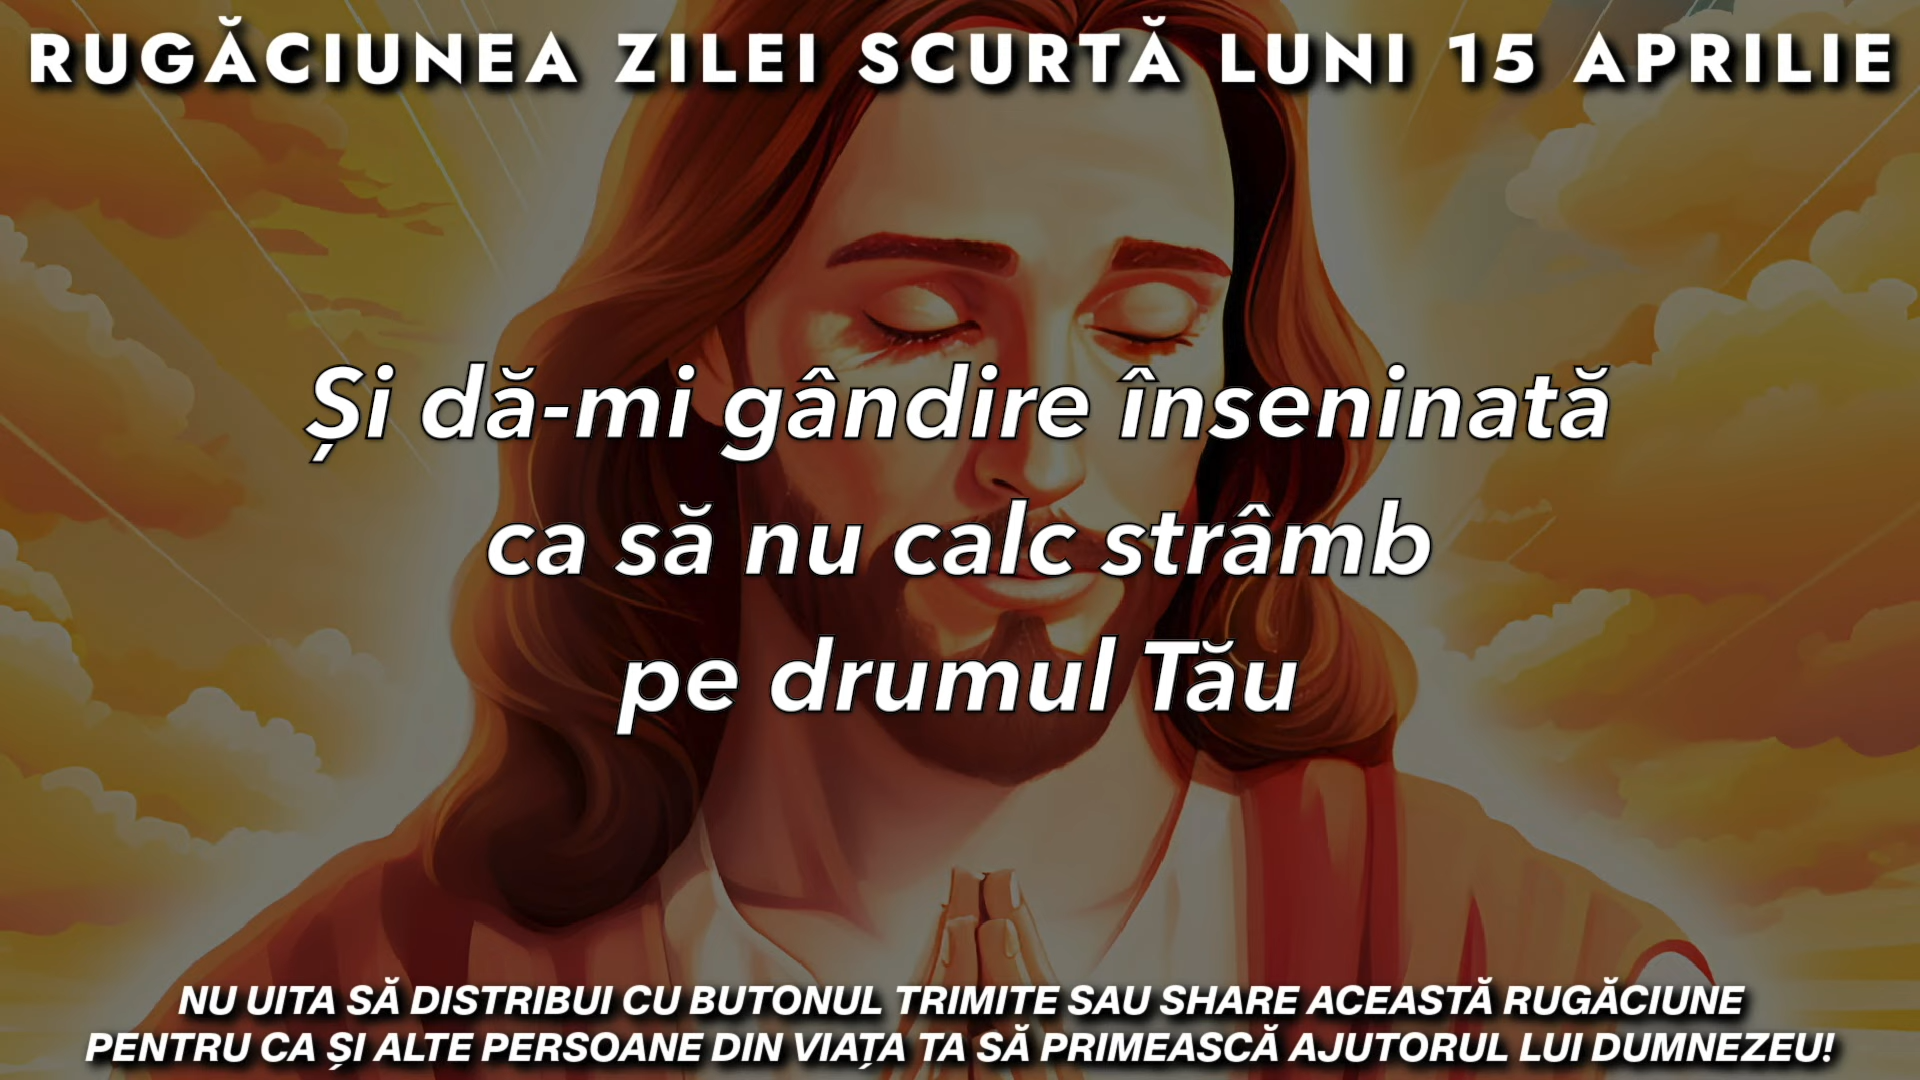 RUGĂCIUNEA ZILEI SCURTĂ LUNI 15 APRILIE
Și dă-mi gândire înseninată
ca să nu calc strâmb
pe drumul Tău
NU UITA SĂ DISTRIBUI CU BUTONUL TRIMITE SAU SHARE ACEASTĂ RUGĂCIUNE
PENTRU CA ȘI ALTE PERSOANE DIN VIAȚA TA SĂ PRIMEASCĂ AJUTORUL LUI DUMNEZEU!